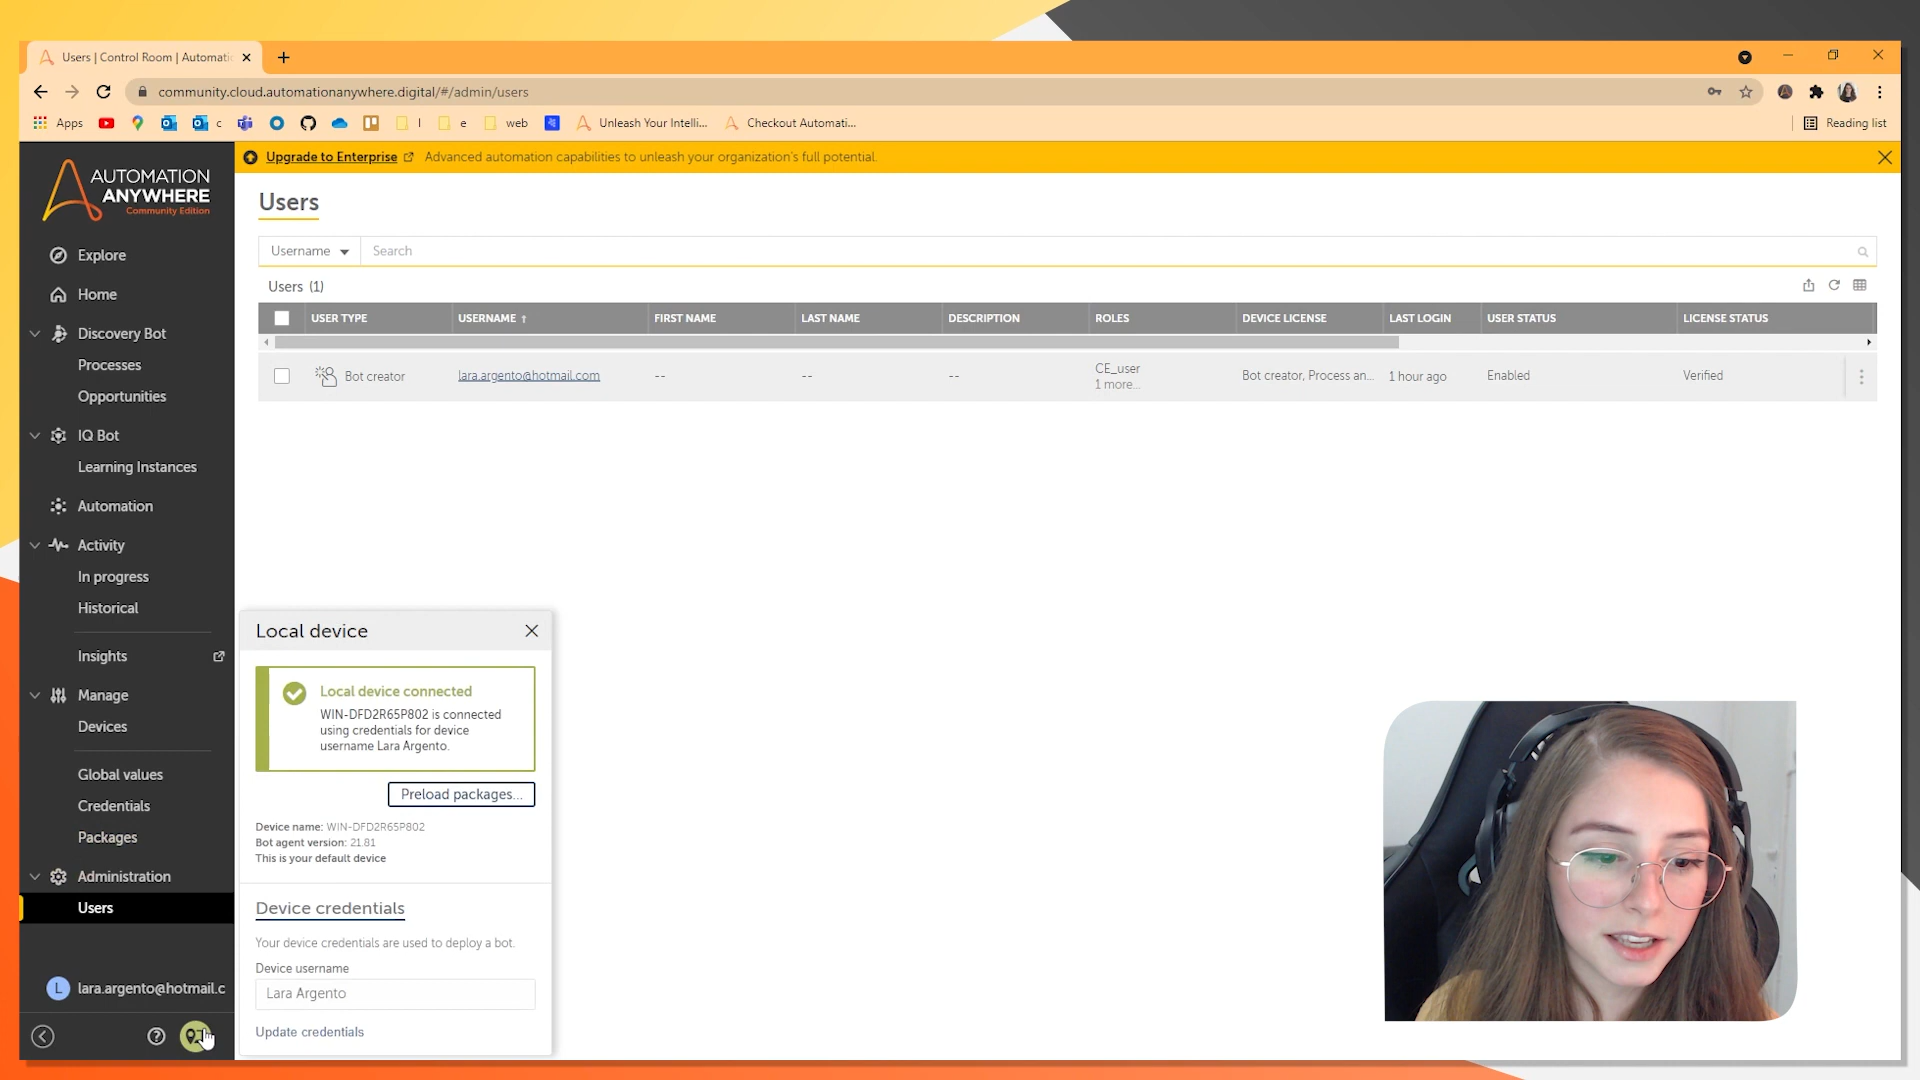 Users | Control Room | Automatic
community.cloud.automationanywhere.digital/#/admin/users
Apps
c
l
e
web
Unleash Your Intelli...
Checkout Automati...
Reading list
AUTOMATION
ANYWHERE
Community Edition
Upgrade to Enterprise
Advanced automation capabilities to unleash your organization's full potential.
Explore
Home
Discovery Bot
Processes
Opportunities
IQ Bot
Learning Instances
Automation
Activity
In progress
Historical
Insights
Manage
Devices
Global values
Credentials
Packages
Administration
Users
L
lara.argento@hotmail.c
Users
Username
Search
Users (1)
USER TYPE USERNAME ↑ FIRST NAME LAST NAME DESCRIPTION ROLES DEVICE LICENSE LAST LOGIN USER STATUS LICENSE STATUS
Bot creator lara.argento@hotmail.com -- -- -- CE_user Bot creator, Process an... 1 hour ago Enabled Verified
1 more...
Local device
Local device connected
WIN-DFD2R65P802 is connected
using credentials for device
username Lara Argento.
Preload packages...
Device name: WIN-DFD2R65P802
Bot agent version: 21.81
This is your default device
Device credentials
Your device credentials are used to deploy a bot.
Device username
Lara Argento
Update credentials